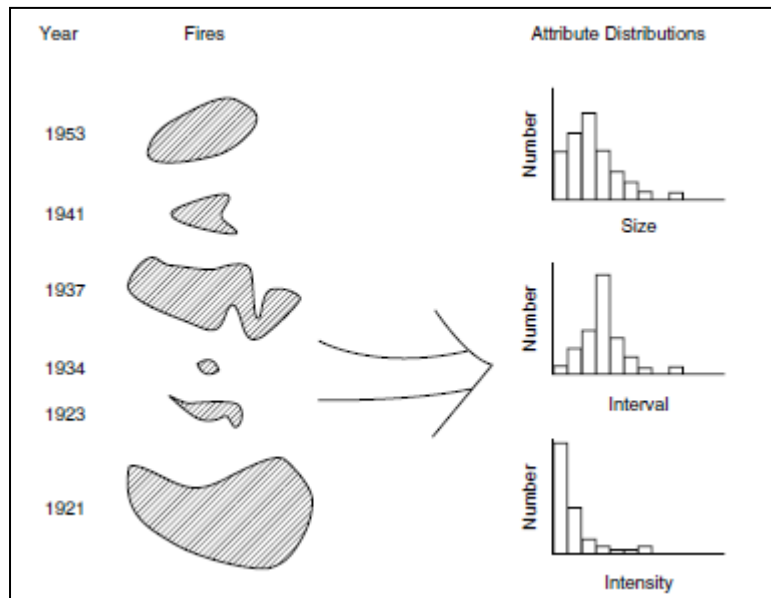 Year Fires Attribute Distributions
1953
Number
Size
1941
1937
Number
Interval
1934
1923
1921
Number
Intensity